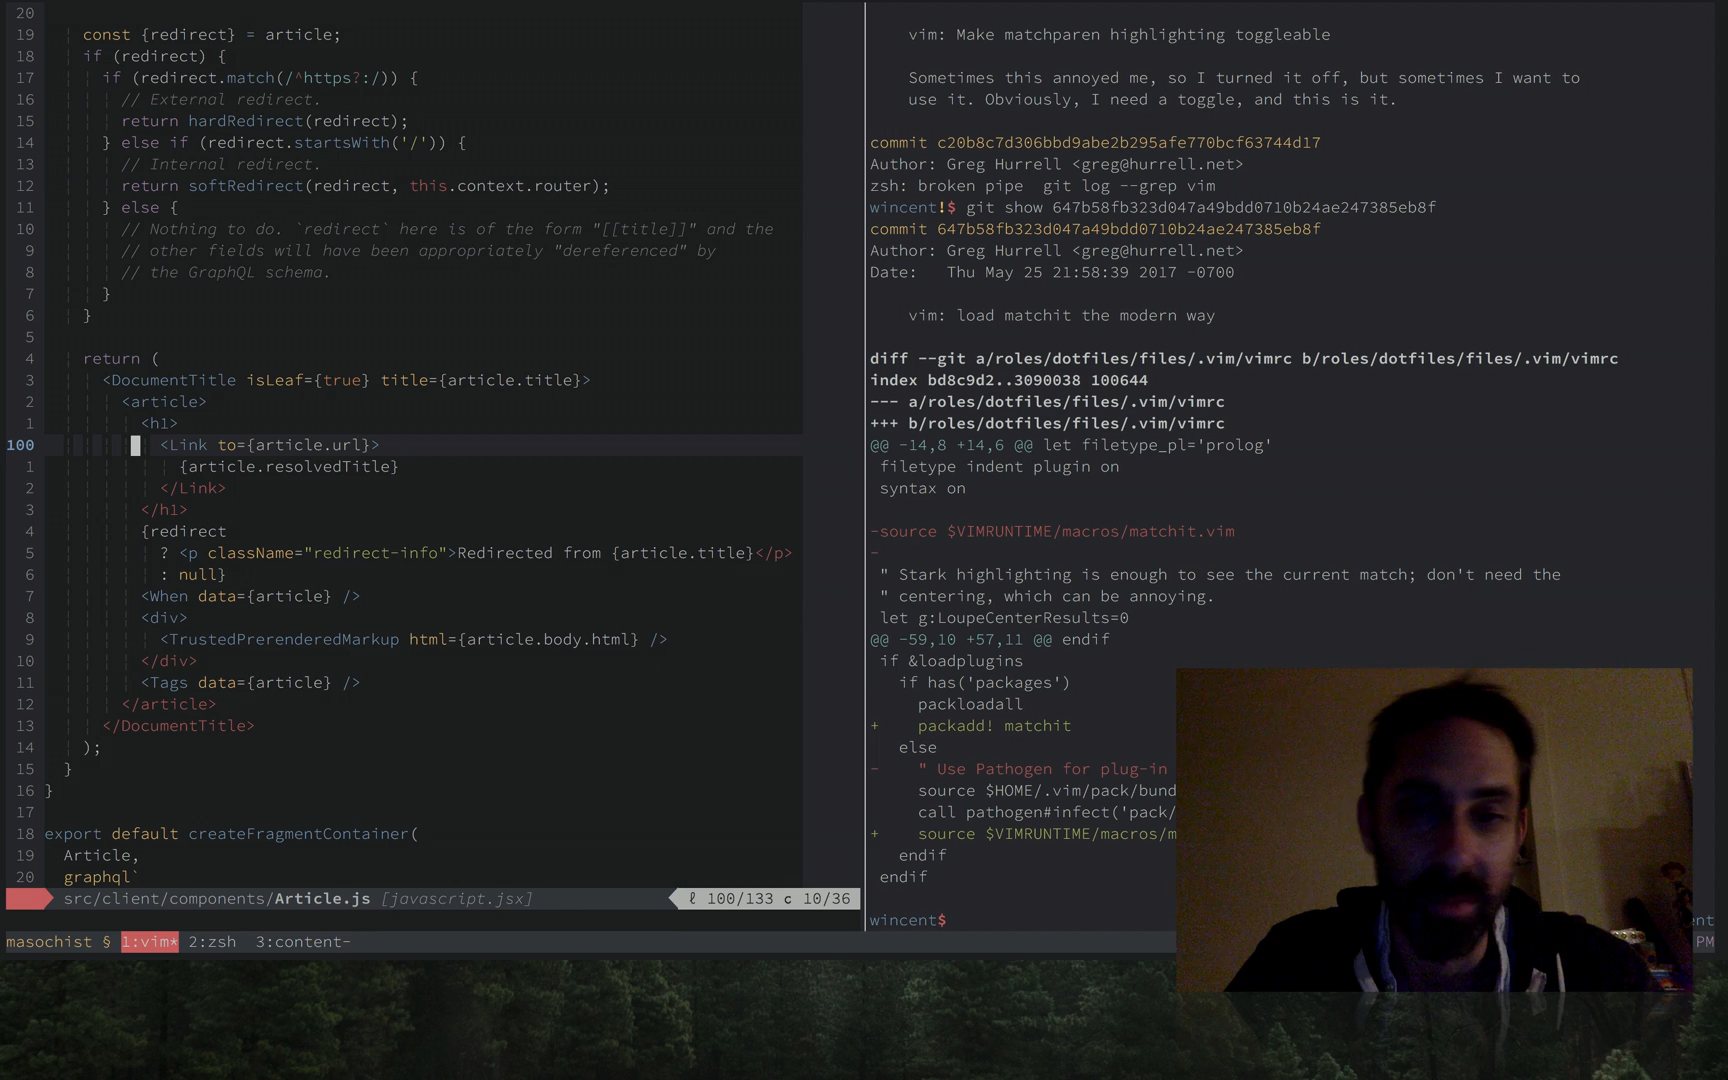 20
19 const {redirect} = article;
18 if (redirect) {
17 if (redirect.match(/^https?:/)) {
16 // External redirect.
15 return hardRedirect(redirect);
14 } else if (redirect.startsWith('/')) {
13 // Internal redirect.
12 return softRedirect(redirect, this.context.router);
11 } else {
10 // Nothing to do. `redirect` here is of the form "[[title]]" and the
9 // other fields will have been appropriately "dereferenced" by
8 // the GraphQL schema.
7 }
6 }
5
4 return (
3 <DocumentTitle isLeaf={true} title={article.title}>
2 <article>
1 <h1>
100 <Link to={article.url}>
1 {article.resolvedTitle}
2 </Link>
3 </h1>
4 {redirect
5 ? <p className="redirect-info">Redirected from {article.title}</p>
6 : null}
7 <When data={article} />
8 <div>
9 <TrustedPrerenderedMarkup html={article.body.html} />
10 </div>
11 <Tags data={article} />
12 </article>
13 </DocumentTitle>
14 );
15 }
16 }
17
18 export default createFragmentContainer(
19 Article,
20 graphql`
src/client/components/Article.js [javascript.jsx] ℓ 100/133 c 10/36
vim: Make matchparen highlighting toggleable
Sometimes this annoyed me, so I turned it off, but sometimes I want to
use it. Obviously, I need a toggle, and this is it.
commit c20b8c7d306bbd9abe2b295afe770bcf63744d17
Author: Greg Hurrell <greg@hurrell.net>
zsh: broken pipe git log --grep vim
wincent!$ git show 647b58fb323d047a49bdd0710b24ae247385eb8f
commit 647b58fb323d047a49bdd0710b24ae247385eb8f
Author: Greg Hurrell <greg@hurrell.net>
Date: Thu May 25 21:58:39 2017 -0700
vim: load matchit the modern way
diff --git a/roles/dotfiles/files/.vim/vimrc b/roles/dotfiles/files/.vim/vimrc
index bd8c9d2..3090038 100644
--- a/roles/dotfiles/files/.vim/vimrc
+++ b/roles/dotfiles/files/.vim/vimrc
@@ -14,8 +14,6 @@ let filetype_pl='prolog'
filetype indent plugin on
syntax on
-source $VIMRUNTIME/macros/matchit.vim
-
" Stark highlighting is enough to see the current match; don't need the
" centering, which can be annoying.
let g:LoupeCenterResults=0
@@ -59,10 +57,11 @@ endif
if &loadplugins
if has('packages')
packloadall
+ packadd! matchit
else
- " Use Pathogen for plug-in
source $HOME/.vim/pack/bund
call pathogen#infect('pack/
+ source $VIMRUNTIME/macros/m
endif
endif
wincent$
masochist § 1:vim* 2:zsh 3:content-
PM